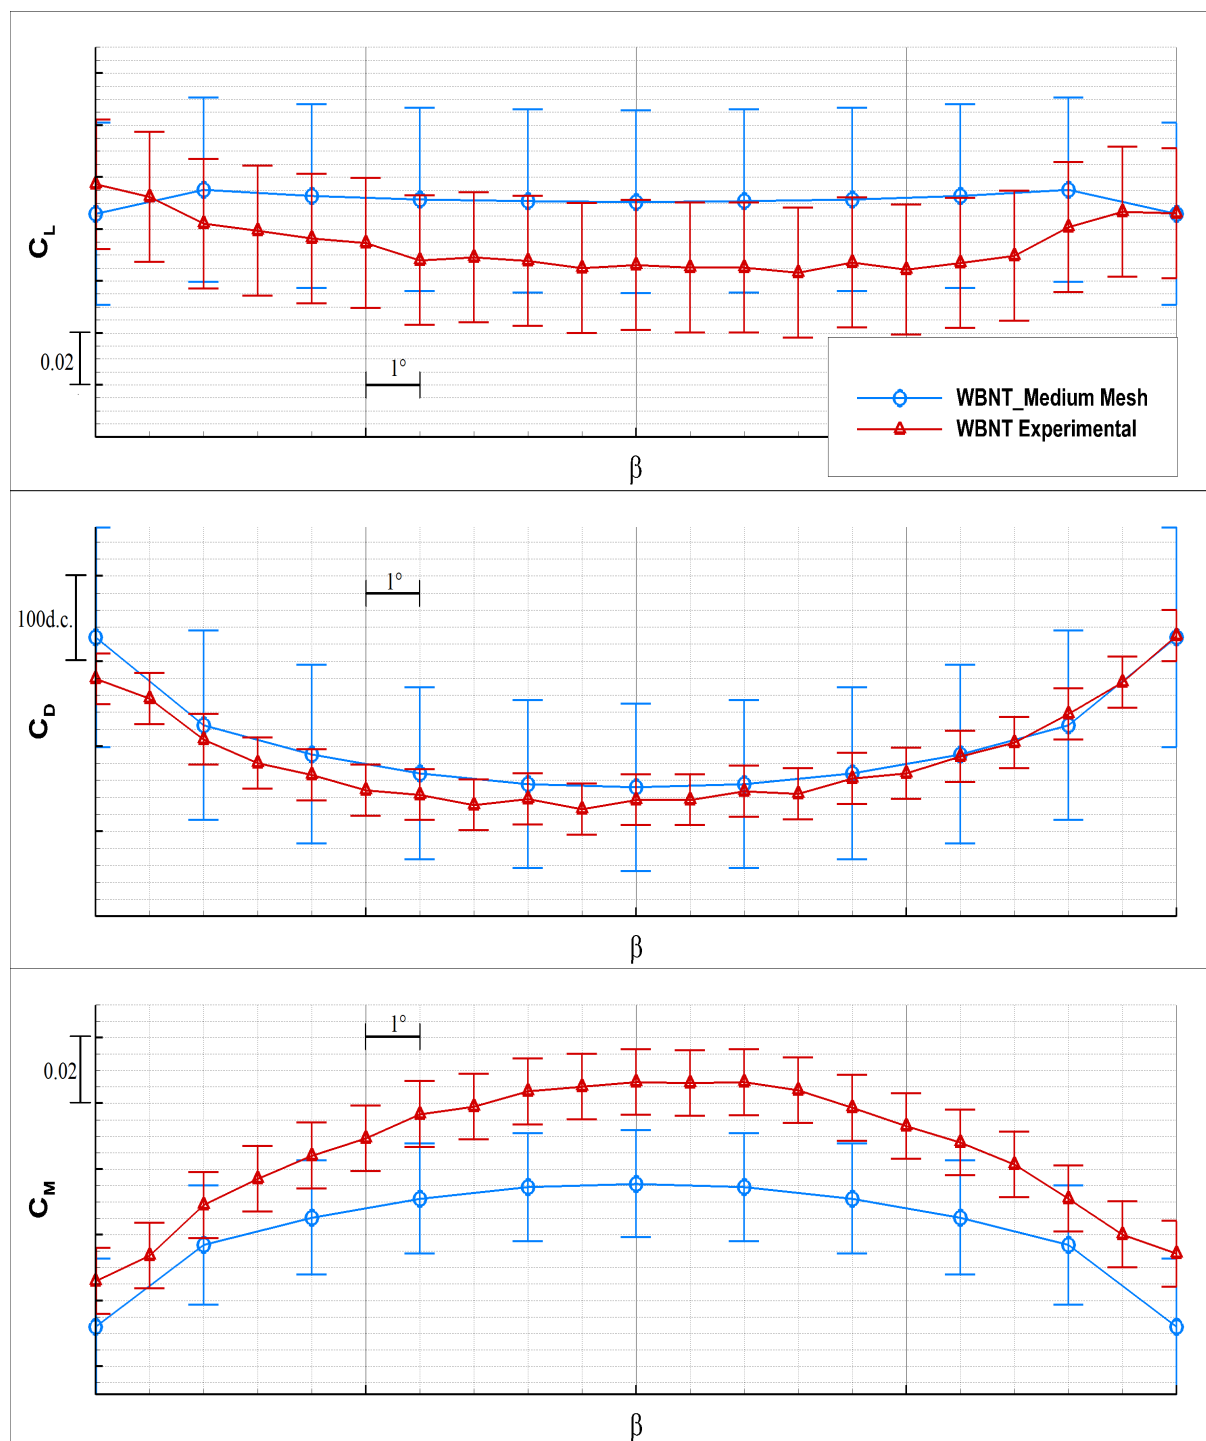 C_L
0.02
1°
WBNT_Medium Mesh
WBNT Experimental
β
1°
100d.c.
C_D
β
1°
0.02
C_M
β